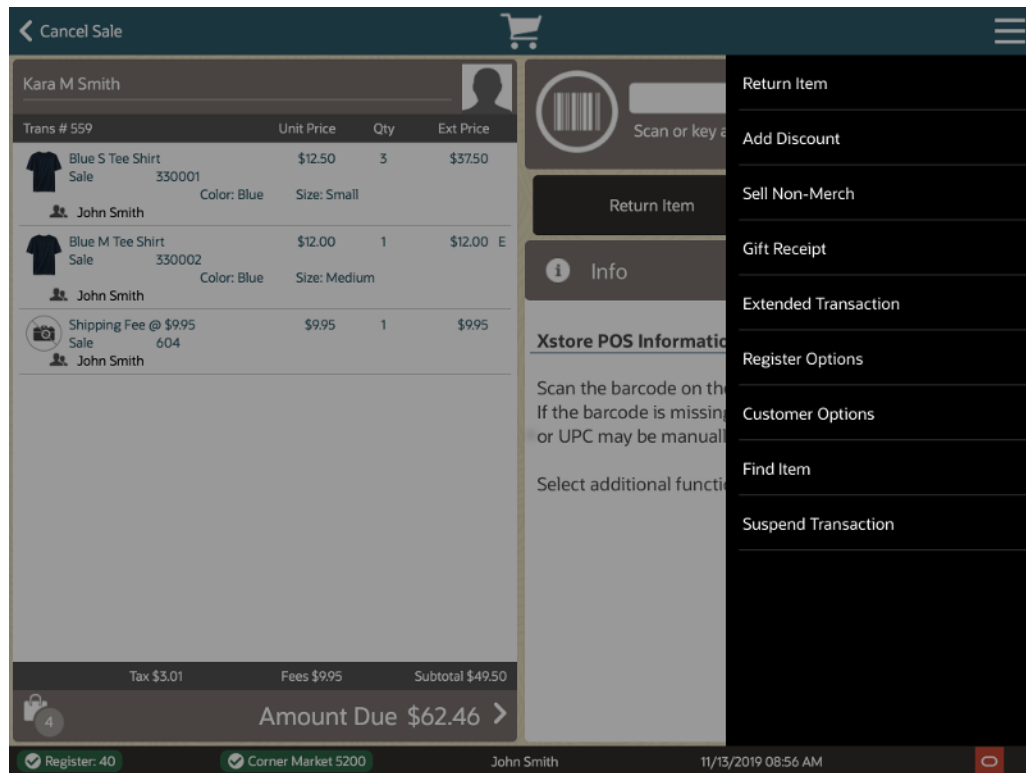 Cancel Sale
Kara M Smith
Trans # 559 Unit Price Qty Ext Price
Blue S Tee Shirt $12.50 3 $37.50
Sale 330001
Color: Blue Size: Small
John Smith
Blue M Tee Shirt $12.00 1 $12.00 E
Sale 330002
Color: Blue Size: Medium
John Smith
Shipping Fee @ $9.95 $9.95 1 $9.95
Sale 604
John Smith
Tax $3.01 Fees $9.95 Subtotal $49.50
4
Amount Due $62.46
Scan or key a
Return Item
Info
Xstore POS Informatio
Scan the barcode on th
If the barcode is missing
or UPC may be manuall
Select additional functi
Return Item
Add Discount
Sell Non-Merch
Gift Receipt
Extended Transaction
Register Options
Customer Options
Find Item
Suspend Transaction
Register: 40 Corner Market 5200 John Smith 11/13/2019 08:56 AM